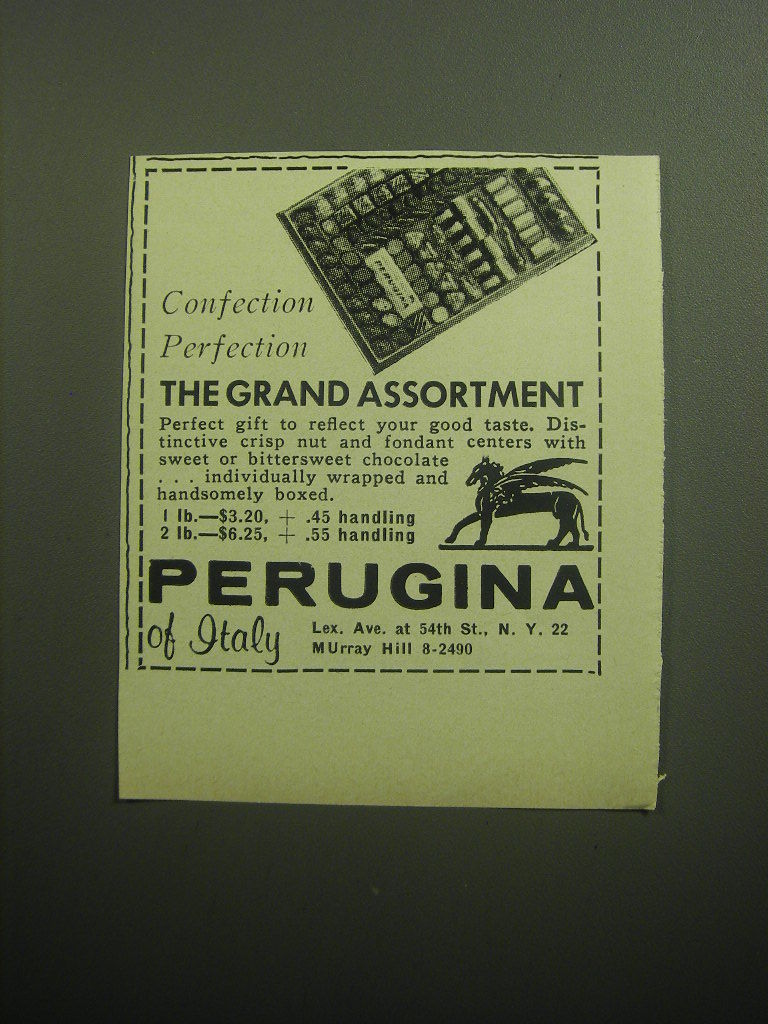 PERUGINA
Confection
Perfection
THE GRAND ASSORTMENT
Perfect gift to reflect your good taste. Dis-
tinctive crisp nut and fondant centers with
sweet or bittersweet chocolate
. . . individually wrapped and
handsomely boxed.
1 lb.—$3.20, + .45 handling
2 lb.—$6.25, + .55 handling
PERUGINA
of Italy
Lex. Ave. at 54th St., N. Y. 22
MUrray Hill 8-2490